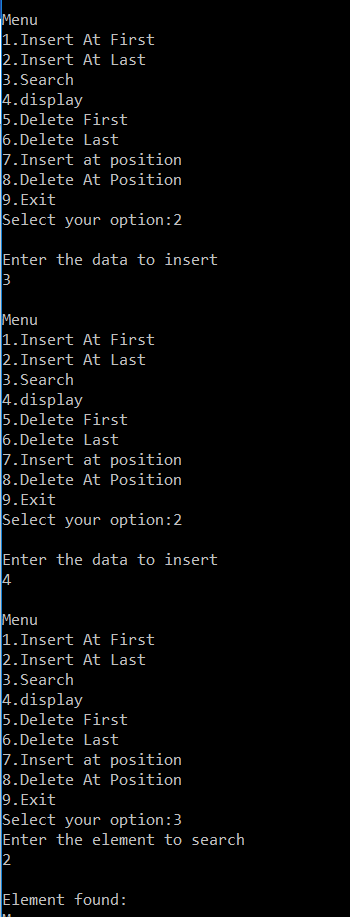 Menu
1.Insert At First
2.Insert At Last
3.Search
4.display
5.Delete First
6.Delete Last
7.Insert at position
8.Delete At Position
9.Exit
Select your option:2
Enter the data to insert
3
Menu
1.Insert At First
2.Insert At Last
3.Search
4.display
5.Delete First
6.Delete Last
7.Insert at position
8.Delete At Position
9.Exit
Select your option:2
Enter the data to insert
4
Menu
1.Insert At First
2.Insert At Last
3.Search
4.display
5.Delete First
6.Delete Last
7.Insert at position
8.Delete At Position
9.Exit
Select your option:3
Enter the element to search
2
Element found: